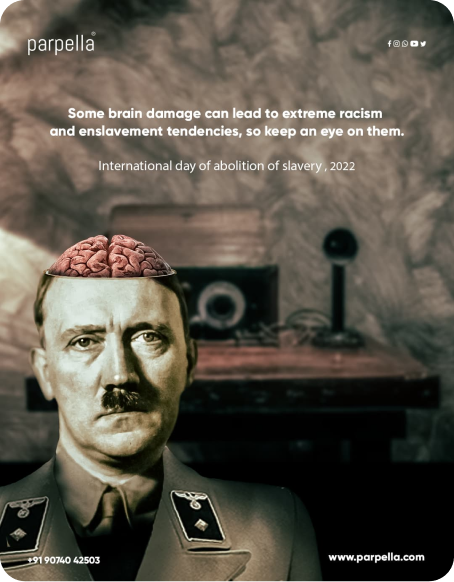 parpella®
Some brain damage can lead to extreme racism
and enslavement tendencies, so keep an eye on them.
International day of abolition of slavery , 2022
+91 90740 42503
www.parpella.com